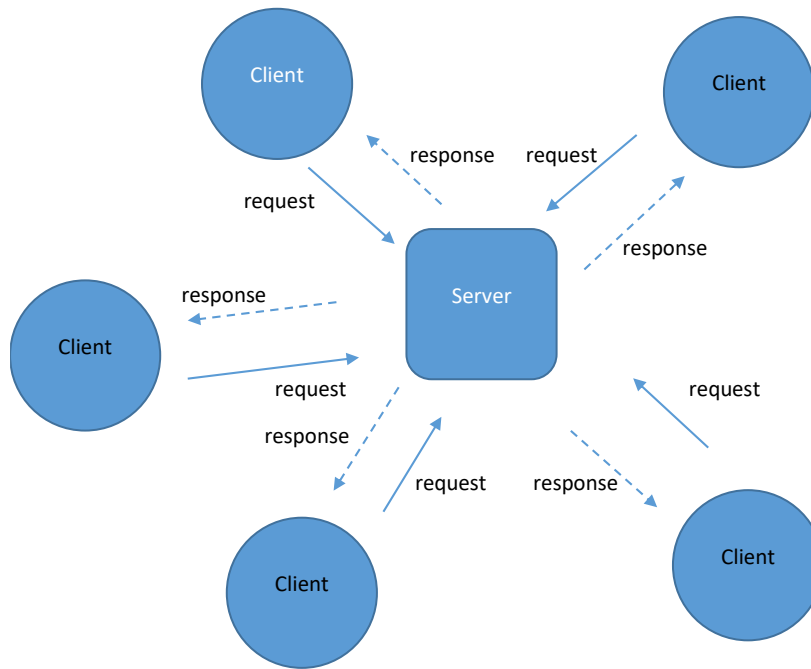 Client
Client
response
request
request
response
response
Server
Client
request
request
response
request
response
Client
Client